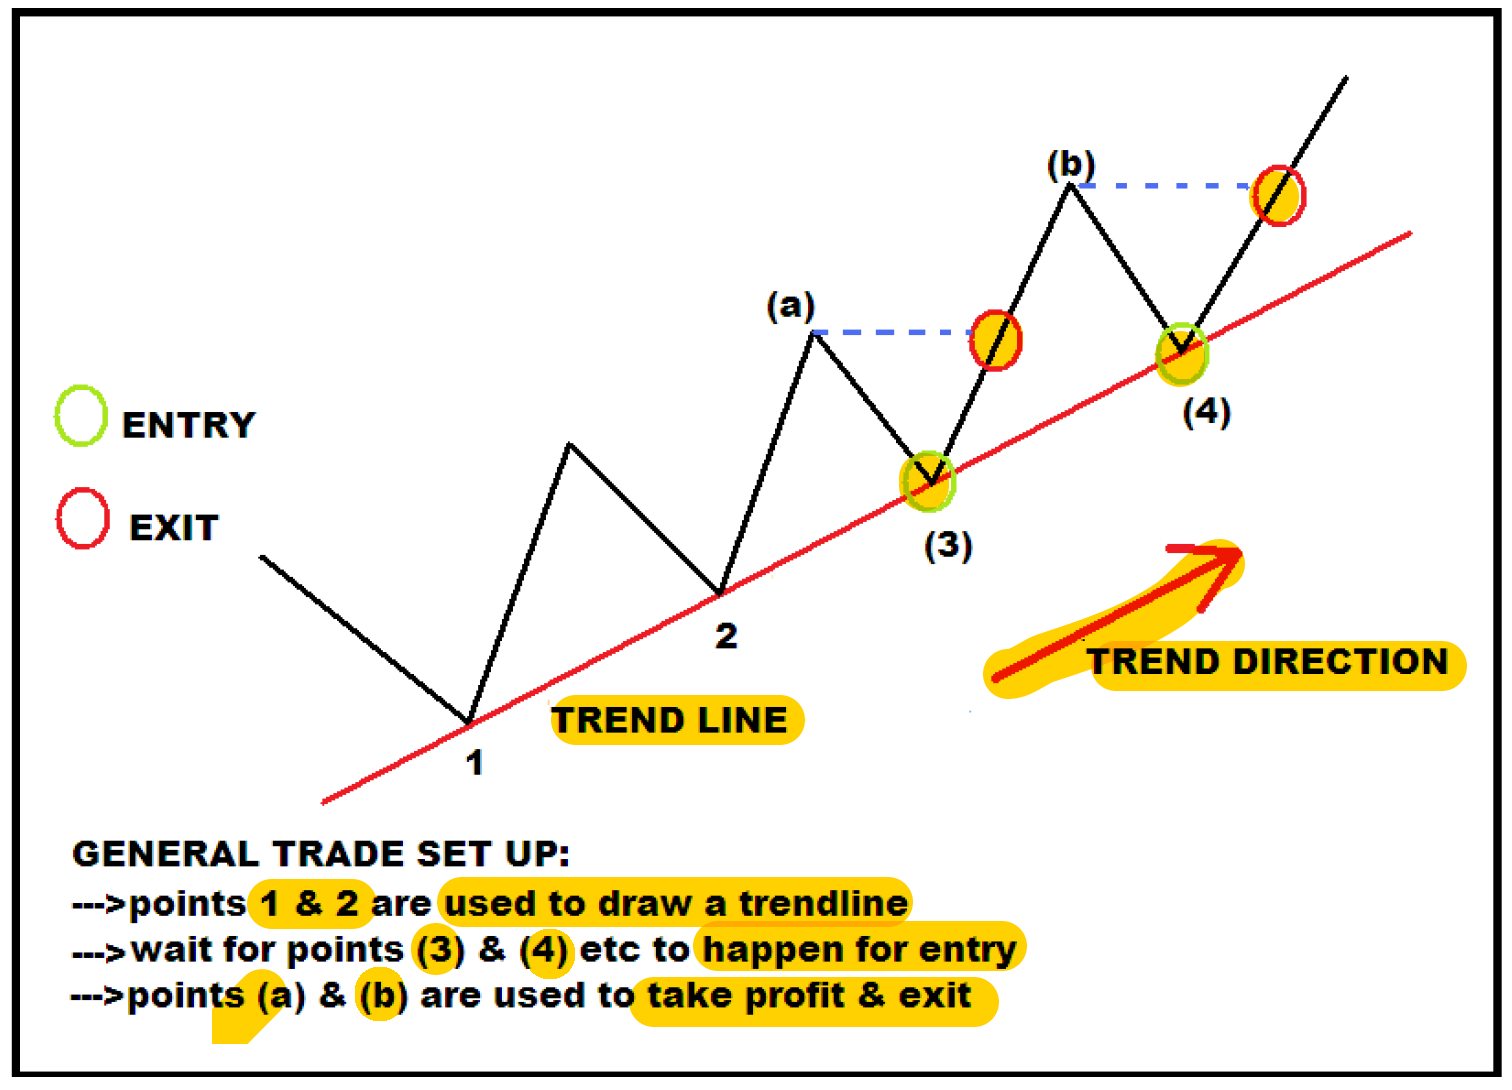 (b)
(a)
(4)
ENTRY
EXIT
(3)
2
TREND DIRECTION
TREND LINE
1
GENERAL TRADE SET UP:
--->points 1 & 2 are used to draw a trendline
---> wait for points (3) & (4) etc to happen for entry
--->points (a) & (b) are used to take profit & exit